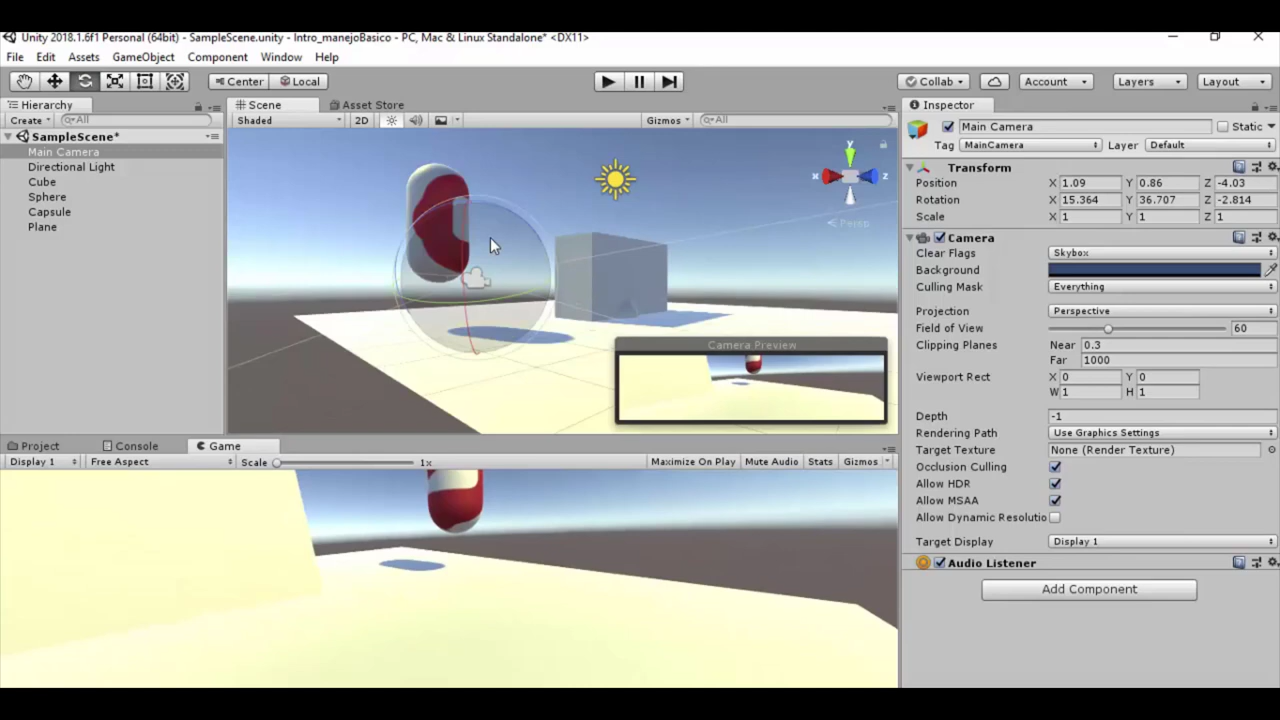 Unity 2018.1.6f1 Personal (64bit) - SampleScene.unity - Intro_manejoBasico - PC, Mac & Linux Standalone* <DX11>
File Edit Assets GameObject Component Window Help
Center Local Collab Account Layers Layout
Hierarchy
Create All
SampleScene*
Main Camera
Directional Light
Cube
Sphere
Capsule
Plane
Scene Asset Store
Shaded 2D Gizmos All
y
x z
Persp
Camera Preview
Project Console Game
Display 1 Free Aspect Scale 1x Maximize On Play Mute Audio Stats Gizmos
Inspector
Main Camera Static
Tag MainCamera Layer Default
Transform
Position X 1.09 Y 0.86 Z -4.03
Rotation X 15.364 Y 36.707 Z -2.814
Scale X 1 Y 1 Z 1
Camera
Clear Flags Skybox
Background
Culling Mask Everything
Projection Perspective
Field of View 60
Clipping Planes Near 0.3
Far 1000
Viewport Rect X 0 Y 0
W 1 H 1
Depth -1
Rendering Path Use Graphics Settings
Target Texture None (Render Texture)
Occlusion Culling
Allow HDR
Allow MSAA
Allow Dynamic Resolutio
Target Display Display 1
Audio Listener
Add Component